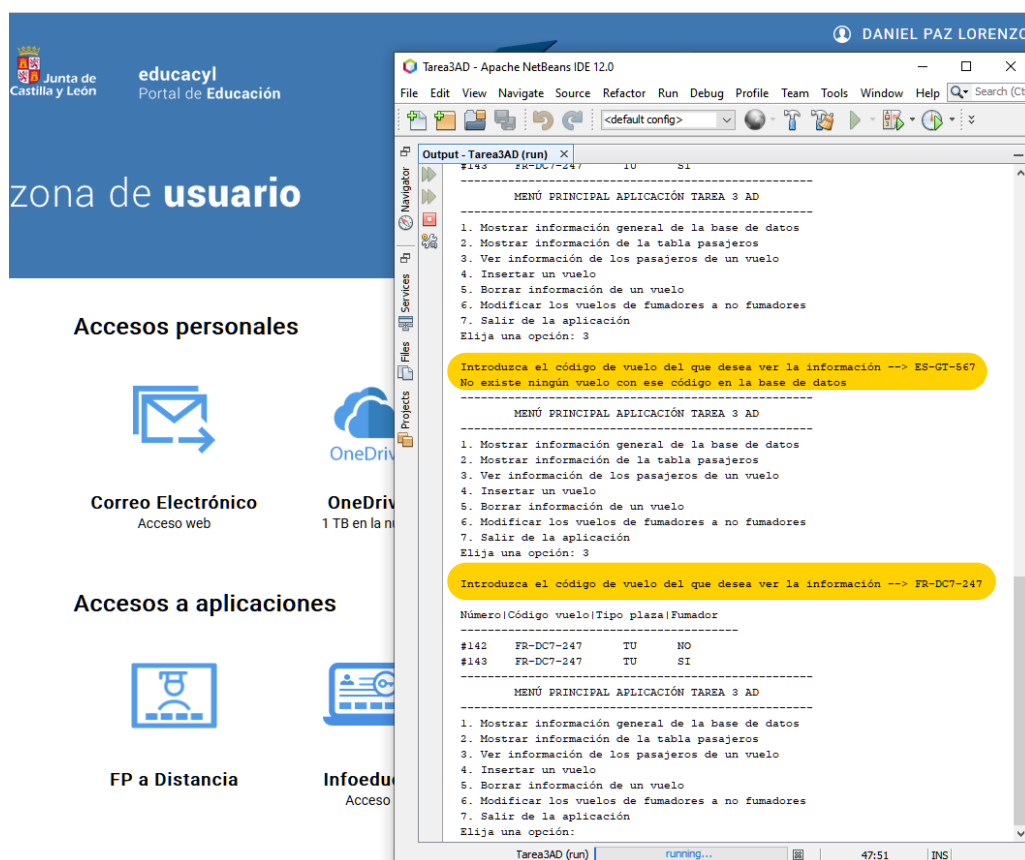 DANIEL PAZ LORENZO
Junta de
Castilla y León
educacyl
Portal de Educación
zona de usuario
Accesos personales
Correo Electrónico
Acceso web
OneDriv
OneDriv
1 TB en la nu
Accesos a aplicaciones
FP a Distancia
Infoedu
Acceso
Tarea3AD - Apache NetBeans IDE 12.0
File Edit View Navigate Source Refactor Run Debug Profile Team Tools Window Help Search (Ct
<default config>
Output - Tarea3AD (run)
Navigator
Services
Files
Projects
#143 FR-DC7-247 TU SI
----------------------------------------------------
MENÚ PRINCIPAL APLICACIÓN TAREA 3 AD
----------------------------------------------------
1. Mostrar información general de la base de datos
2. Mostrar información de la tabla pasajeros
3. Ver información de los pasajeros de un vuelo
4. Insertar un vuelo
5. Borrar información de un vuelo
6. Modificar los vuelos de fumadores a no fumadores
7. Salir de la aplicación
Elija una opción: 3
Introduzca el código de vuelo del que desea ver la información --> ES-GT-567
No existe ningún vuelo con ese código en la base de datos
----------------------------------------------------
MENÚ PRINCIPAL APLICACIÓN TAREA 3 AD
----------------------------------------------------
1. Mostrar información general de la base de datos
2. Mostrar información de la tabla pasajeros
3. Ver información de los pasajeros de un vuelo
4. Insertar un vuelo
5. Borrar información de un vuelo
6. Modificar los vuelos de fumadores a no fumadores
7. Salir de la aplicación
Elija una opción: 3
Introduzca el código de vuelo del que desea ver la información --> FR-DC7-247
Número|Código vuelo|Tipo plaza|Fumador
-----------------------------------------
#142 FR-DC7-247 TU NO
#143 FR-DC7-247 TU SI
----------------------------------------------------
MENÚ PRINCIPAL APLICACIÓN TAREA 3 AD
----------------------------------------------------
1. Mostrar información general de la base de datos
2. Mostrar información de la tabla pasajeros
3. Ver información de los pasajeros de un vuelo
4. Insertar un vuelo
5. Borrar información de un vuelo
6. Modificar los vuelos de fumadores a no fumadores
7. Salir de la aplicación
Elija una opción:
Tarea3AD (run) running... 47:51 INS